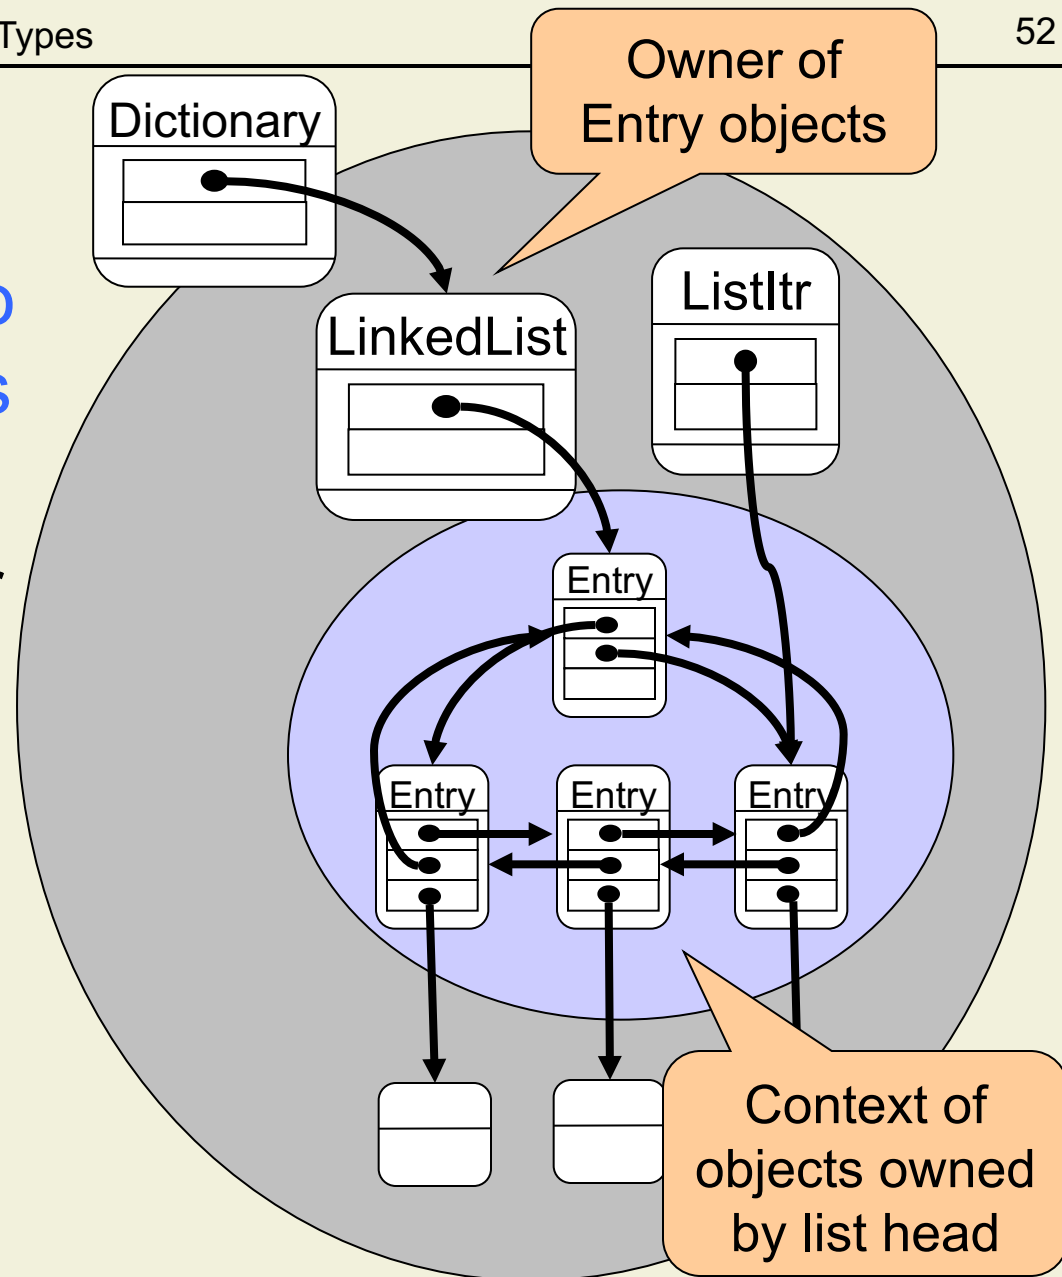 Types
52
Owner of
Entry objects
Dictionary
ListItr
LinkedList
Entry
Entry
Entry
Entry
Context of
objects owned
by list head